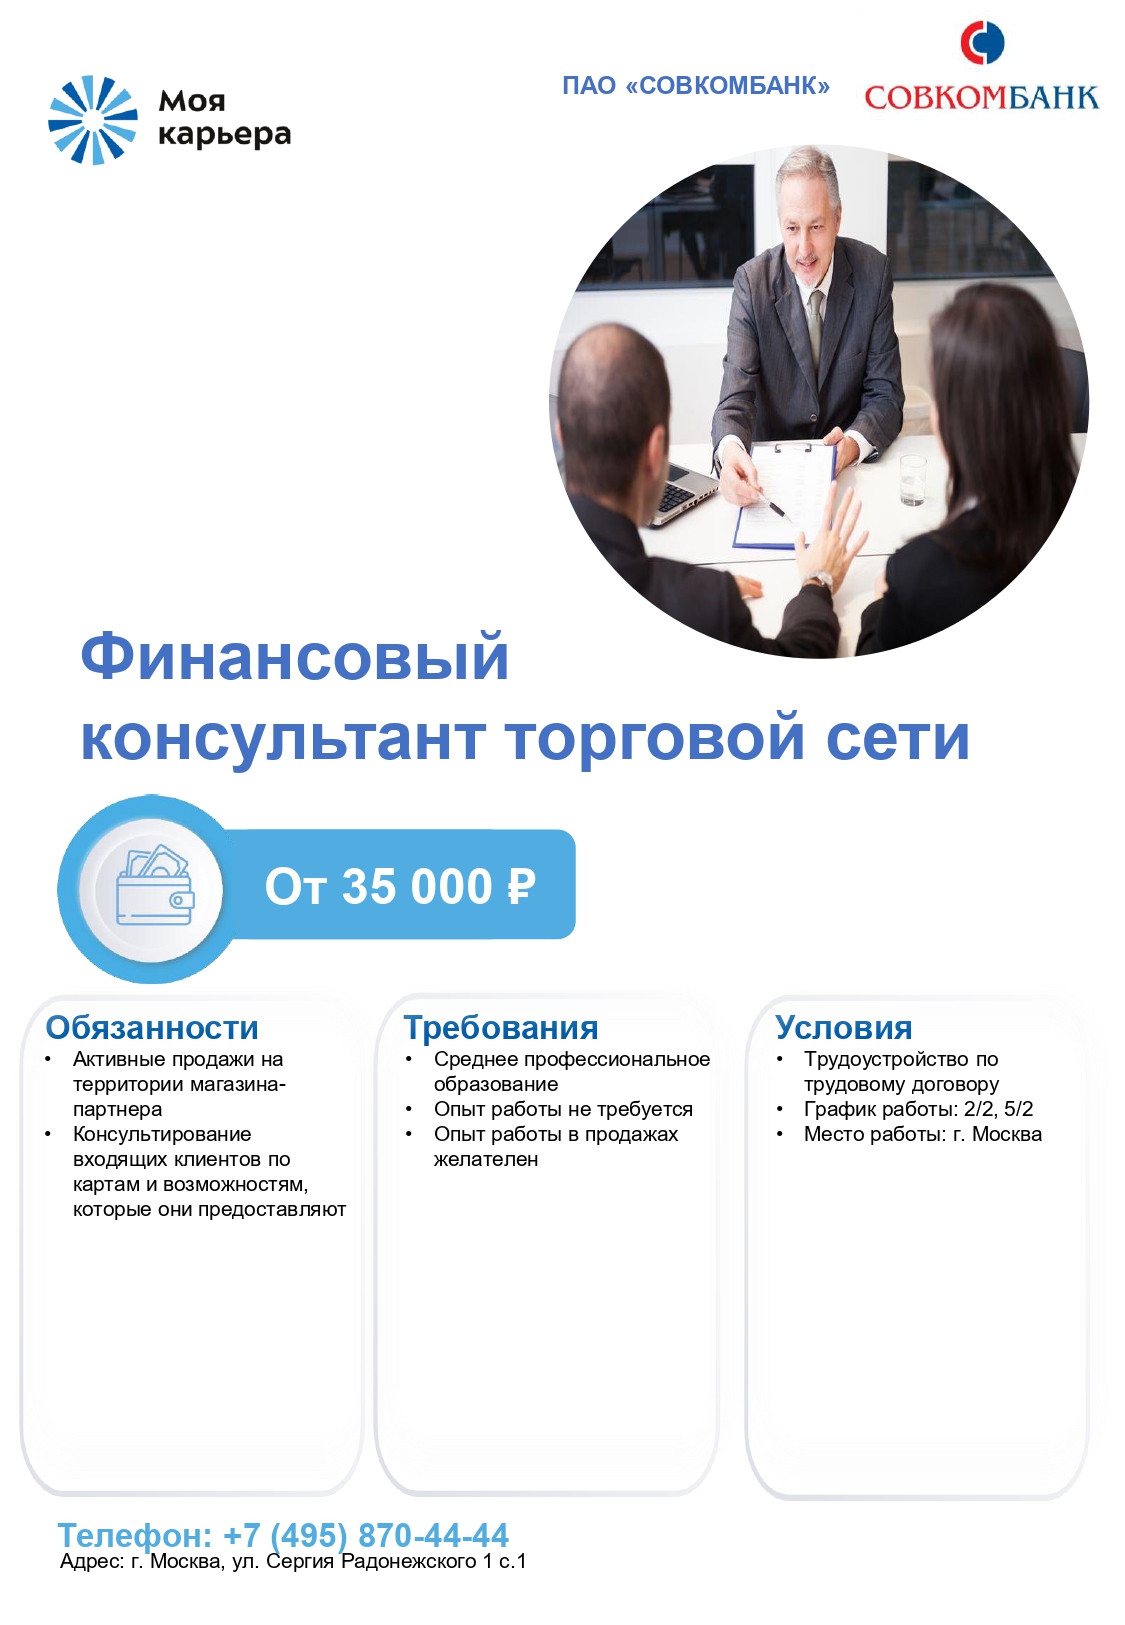 Моя
карьера
ПАО «СОВКОМБАНК»
СОВКОМБАНК
Финансовый
консультант торговой сети
От 35 000 ₽
Обязанности
• Активные продажи на
территории магазина-
партнера
• Консультирование
входящих клиентов по
картам и возможностям,
которые они предоставляют
Требования
• Среднее профессиональное
образование
• Опыт работы не требуется
• Опыт работы в продажах
желателен
Условия
• Трудоустройство по
трудовому договору
• График работы: 2/2, 5/2
• Место работы: г. Москва
Телефон: +7 (495) 870-44-44
Адрес: г. Москва, ул. Сергия Радонежского 1 с.1